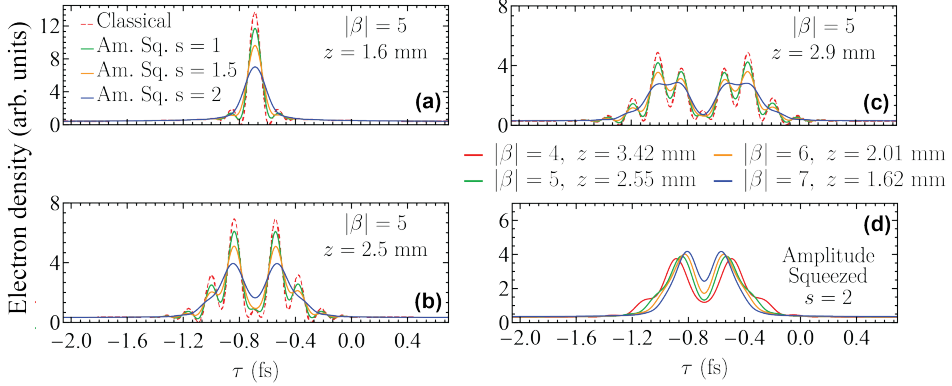 Electron density (arb. units)
14
12
8
4
0
Classical
Am. Sq. s = 1
Am. Sq. s = 1.5
Am. Sq. s = 2
|β| = 5
z = 1.6 mm
(a)
8
4
0
|β| = 5
z = 2.5 mm
(b)
−2.0 −1.6 −1.2 −0.8 −0.4 0.0 0.4
τ (fs)
8
4
0
|β| = 5
z = 2.9 mm
(c)
|β| = 4, z = 3.42 mm
|β| = 6, z = 2.01 mm
|β| = 5, z = 2.55 mm
|β| = 7, z = 1.62 mm
6
4
2
0
(d)
Amplitude
Squeezed
s = 2
−2.0 −1.6 −1.2 −0.8 −0.4 0.0 0.4
τ (fs)